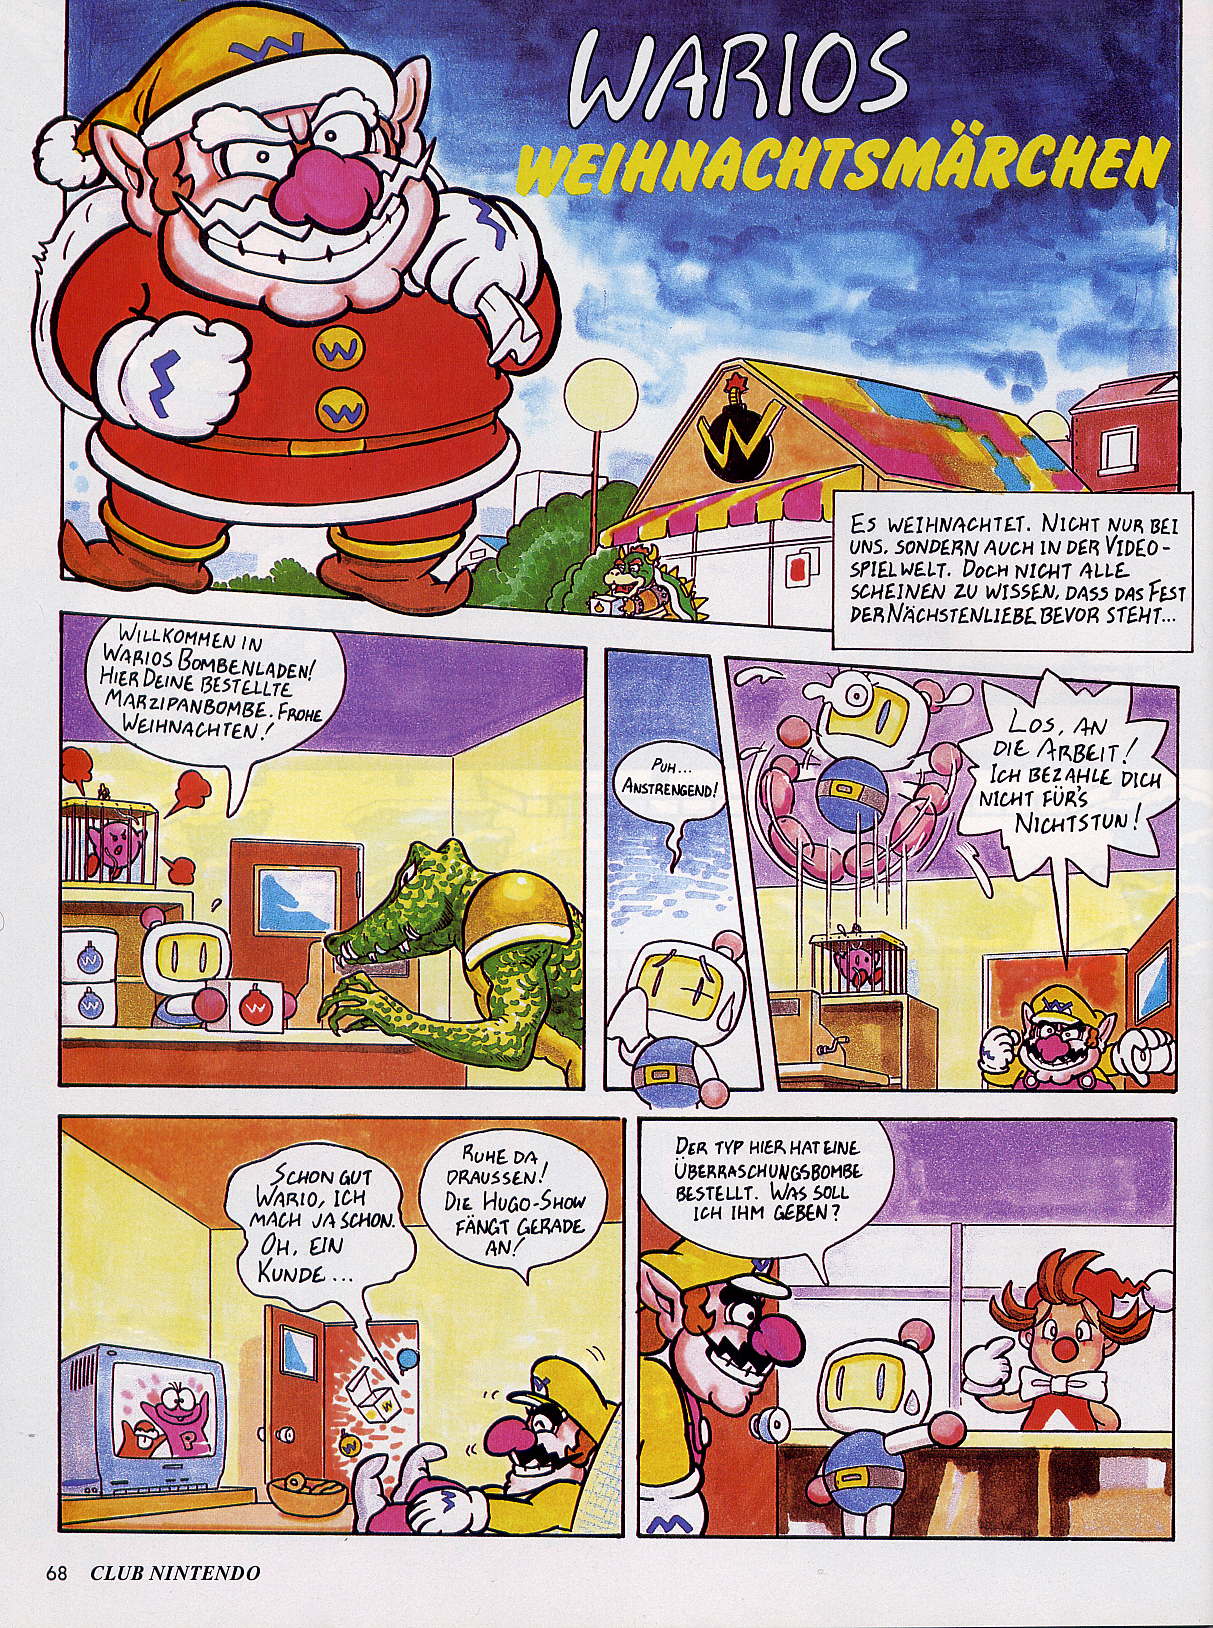 WARIOS
WEIHNACHTSMÄRCHEN
W
W
W
W
ES WEIHNACHTET. NICHT NUR BEI
UNS, SONDERN AUCH IN DER VIDEO-
SPIELWELT. DOCH NICHT ALLE
SCHEINEN ZU WISSEN, DASS DAS FEST
DER NÄCHSTENLIEBE BEVOR STEHT...
WILLKOMMEN IN
WARIOS BOMBENLADEN!
HIER DEINE BESTELLTE
MARZIPANBOMBE. FROHE
WEIHNACHTEN!
W
W
W
PUH...
ANSTRENGEND!
LOS, AN
DIE ARBEIT!
ICH BEZAHLE DICH
NICHT FÜR'S
NICHTSTUN!
SCHON GUT
WARIO, ICH
MACH JA SCHON.
OH, EIN
KUNDE...
RUHE DA
DRAUSSEN!
DIE HUGO-SHOW
FÄNGT GERADE
AN!
P
W
W
DER TYP HIER HAT EINE
ÜBERRASCHUNGSBOMBE
BESTELLT. WAS SOLL
ICH IHM GEBEN?
68 CLUB NINTENDO